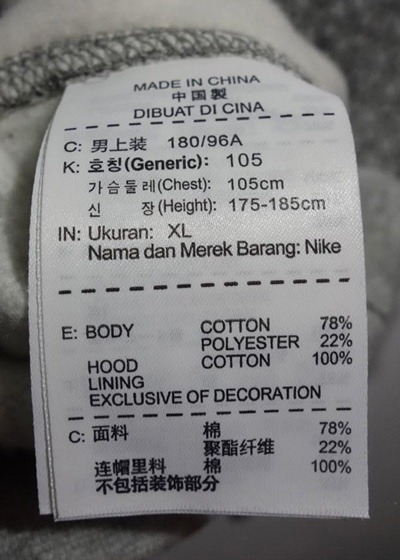 MADE IN CHINA
中国製
DIBUAT DI CINA
C: 男上装 180/96A
K: 호칭(Generic): 105
가슴둘레(Chest): 105cm
신 장(Height): 175-185cm
IN: Ukuran: XL
Nama dan Merek Barang: Nike
E: BODY COTTON 78%
POLYESTER 22%
HOOD COTTON 100%
LINING
EXCLUSIVE OF DECORATION
C: 面料 棉 78%
聚酯纤维 22%
连帽里料 棉 100%
不包括装饰部分